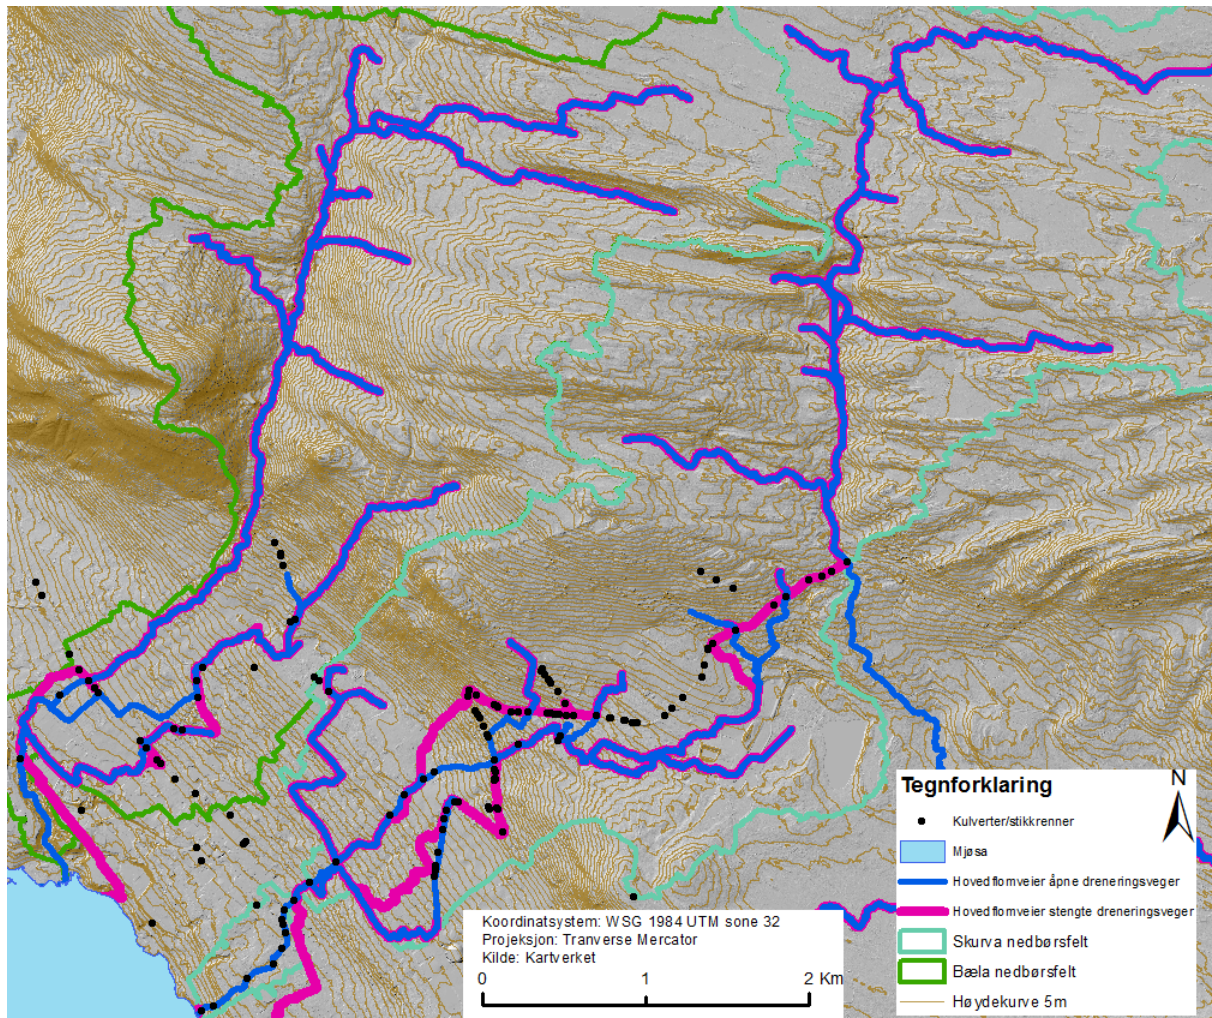 Tegnforklaring
N
Kulverter/stikkrenner
Mjøsa
Hovedflomveier åpne dreneringsveger
Hovedflomveier stengte dreneringsveger
Skurva nedbørsfelt
Bæla nedbørsfelt
Høydekurve 5m
Koordinatsystem: WSG 1984 UTM sone 32
Projeksjon: Tranverse Mercator
Kilde: Kartverket
0 1 2 Km